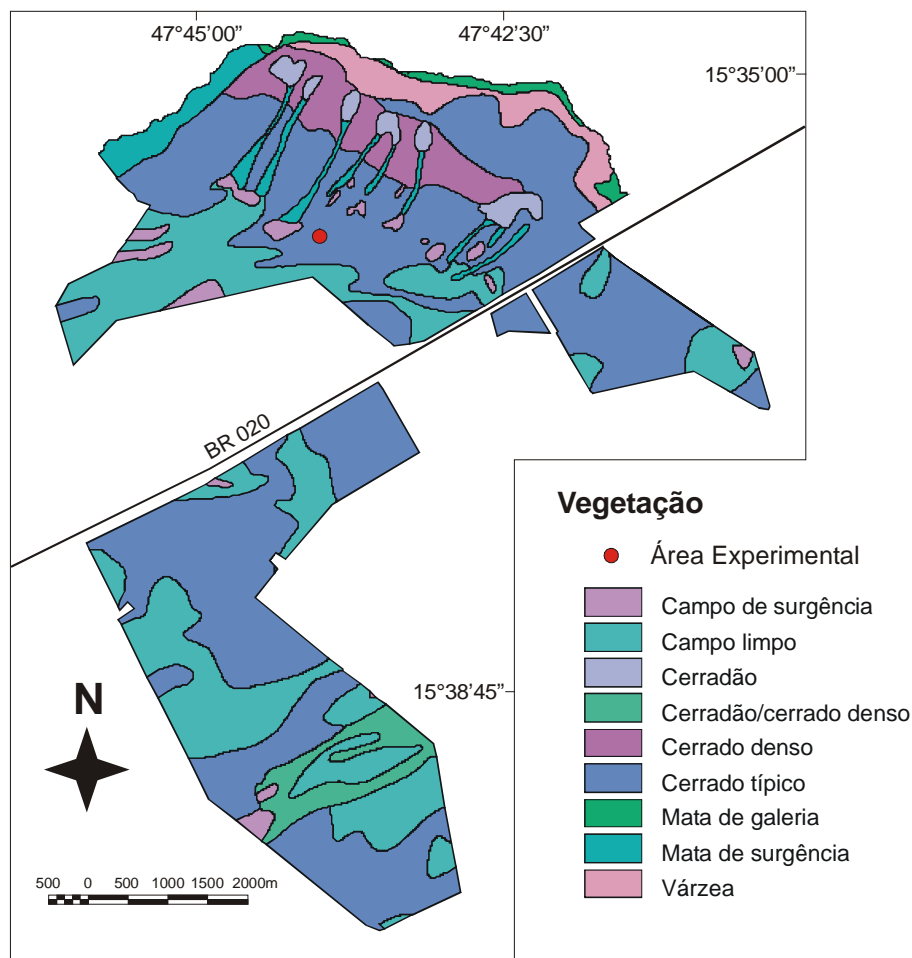 47°45'00”
47°42'30”
15°35'00”
BR 020
15°38'45”
N
500 0 500 1000 1500 2000m
Vegetação
Área Experimental
Campo de surgência
Campo limpo
Cerradão
Cerradão/cerrado denso
Cerrado denso
Cerrado típico
Mata de galeria
Mata de surgência
Várzea